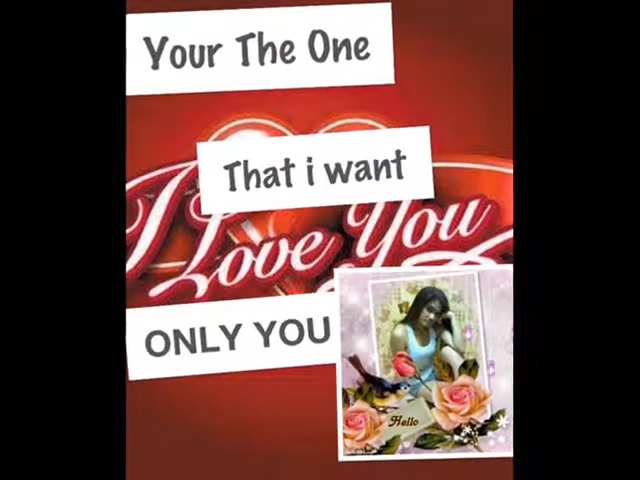 Your The One
That i want
I Love You
ONLY YOU
Hello